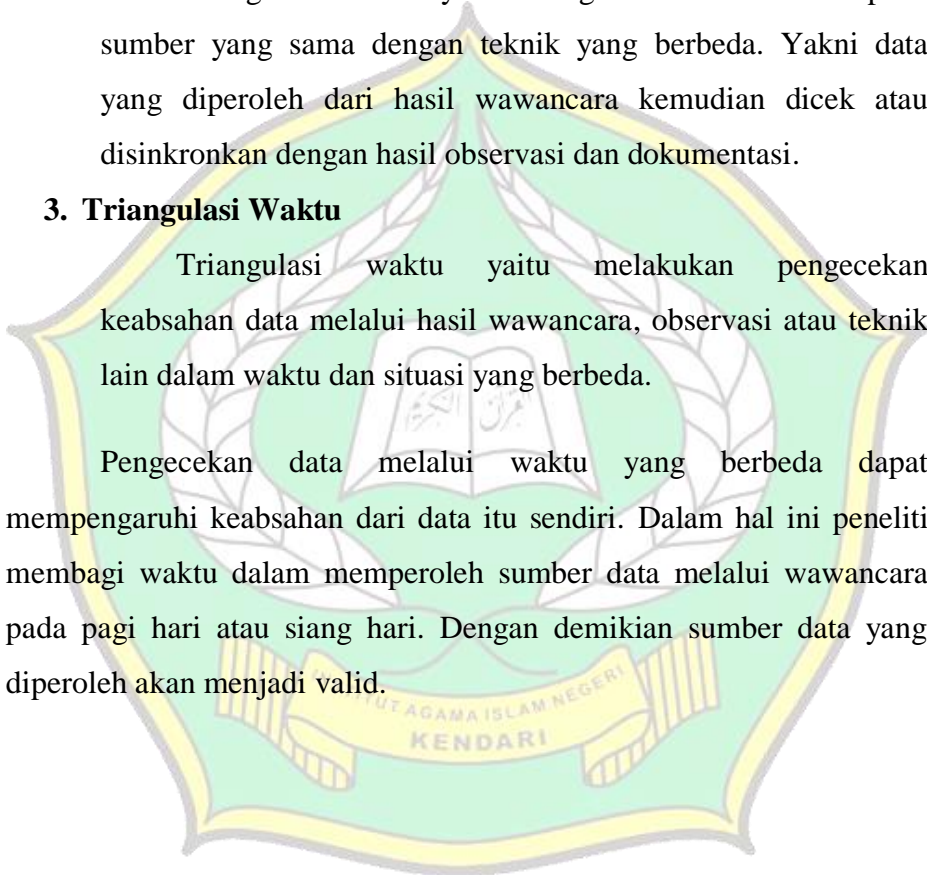 sumber yang sama dengan teknik yang berbeda. Yakni data
yang diperoleh dari hasil wawancara kemudian dicek atau
disinkronkan dengan hasil observasi dan dokumentasi.
3. Triangulasi Waktu
Triangulasi waktu yaitu melakukan pengecekan
keabsahan data melalui hasil wawancara, observasi atau teknik
lain dalam waktu dan situasi yang berbeda.
Pengecekan data melalui waktu yang berbeda dapat
mempengaruhi keabsahan dari data itu sendiri. Dalam hal ini peneliti
membagi waktu dalam memperoleh sumber data melalui wawancara
pada pagi hari atau siang hari. Dengan demikian sumber data yang
diperoleh akan menjadi valid.
INSTITUT AGAMA ISLAM NEGERI
KENDARI